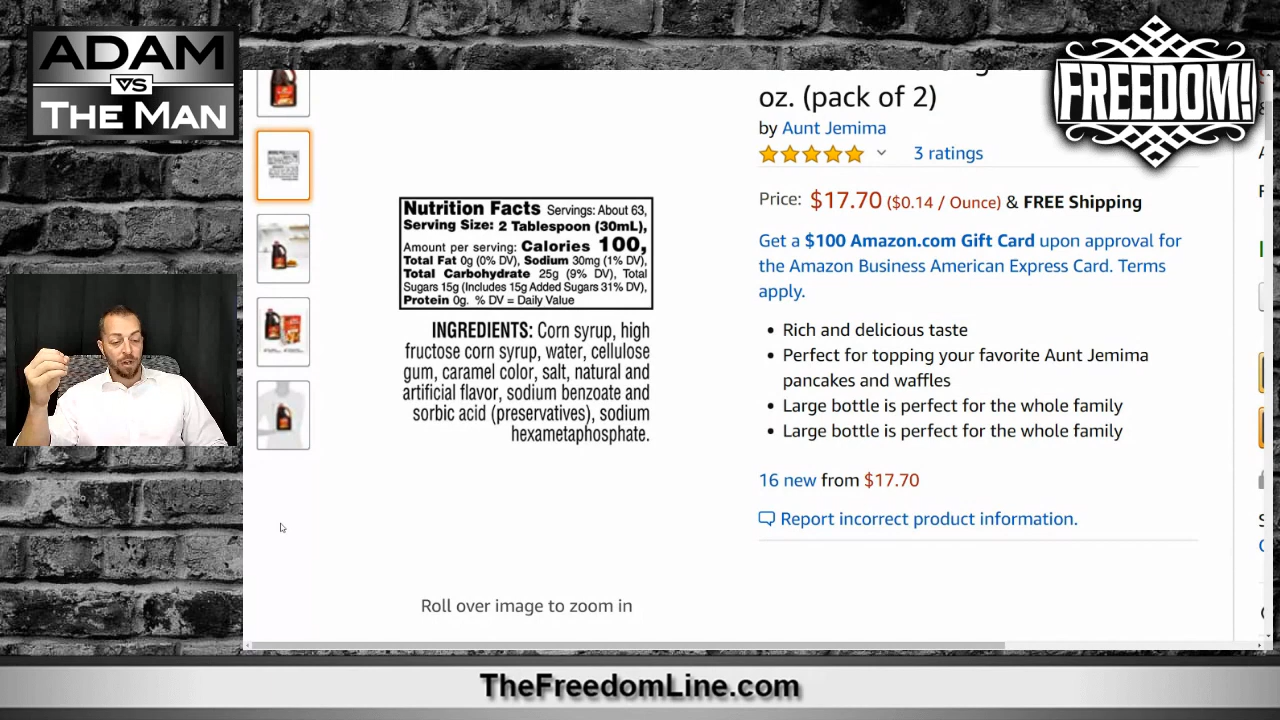 ADAM
VS
THE MAN
FREEDOM!
oz. (pack of 2)
by Aunt Jemima
3 ratings
Price: $17.70 ($0.14 / Ounce) & FREE Shipping
Get a $100 Amazon.com Gift Card upon approval for
the Amazon Business American Express Card. Terms
apply.
Rich and delicious taste
Perfect for topping your favorite Aunt Jemima
pancakes and waffles
Large bottle is perfect for the whole family
Large bottle is perfect for the whole family
16 new from $17.70
Report incorrect product information.
Nutrition Facts Servings: About 63,
Serving Size: 2 Tablespoon (30mL),
Amount per serving: Calories 100,
Total Fat 0g (0% DV), Sodium 30mg (1% DV),
Total Carbohydrate 25g (9% DV), Total
Sugars 15g (Includes 15g Added Sugars 31% DV),
Protein 0g. % DV = Daily Value
INGREDIENTS: Corn syrup, high
fructose corn syrup, water, cellulose
gum, caramel color, salt, natural and
artificial flavor, sodium benzoate and
sorbic acid (preservatives), sodium
hexametaphosphate.
Roll over image to zoom in
TheFreedomLine.com